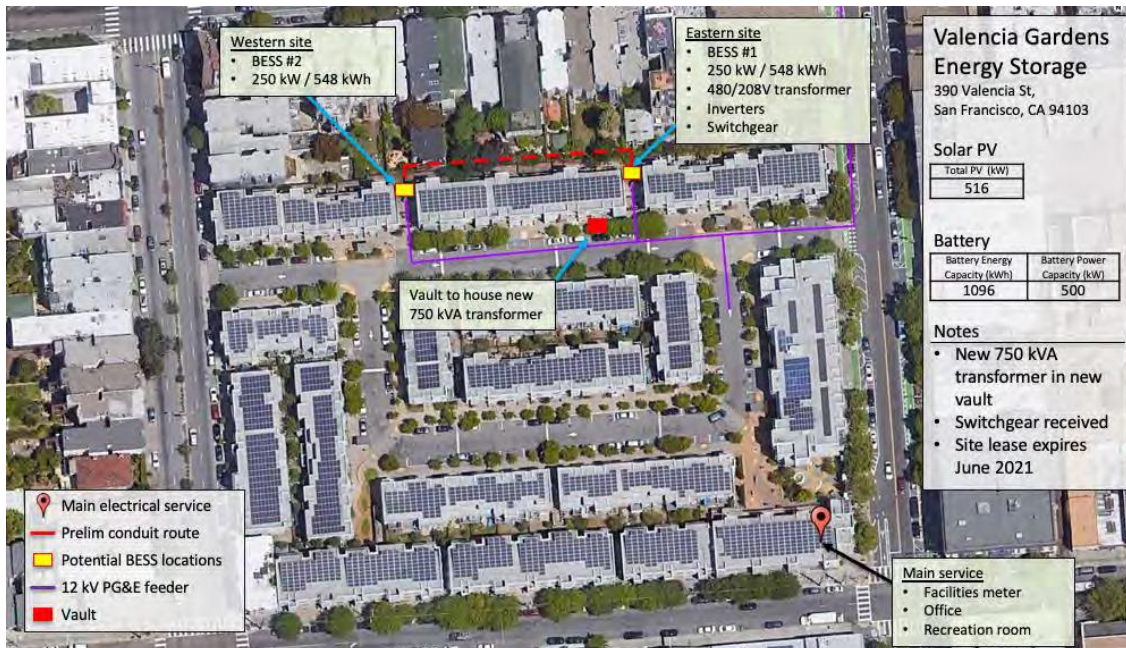 Western site
• BESS #2
• 250 kW / 548 kWh
Eastern site
• BESS #1
• 250 kW / 548 kWh
• 480/208V transformer
• Inverters
• Switchgear
Vault to house new
750 kVA transformer
Valencia Gardens
Energy Storage
390 Valencia St,
San Francisco, CA 94103
Solar PV
Total PV (kW)
516
Battery
Battery Energy Capacity (kWh) Battery Power Capacity (kW)
1096 500
Notes
• New 750 kVA
transformer in new
vault
• Switchgear received
• Site lease expires
June 2021
Main electrical service
Prelim conduit route
Potential BESS locations
12 kV PG&E feeder
Vault
Main service
• Facilities meter
• Office
• Recreation room